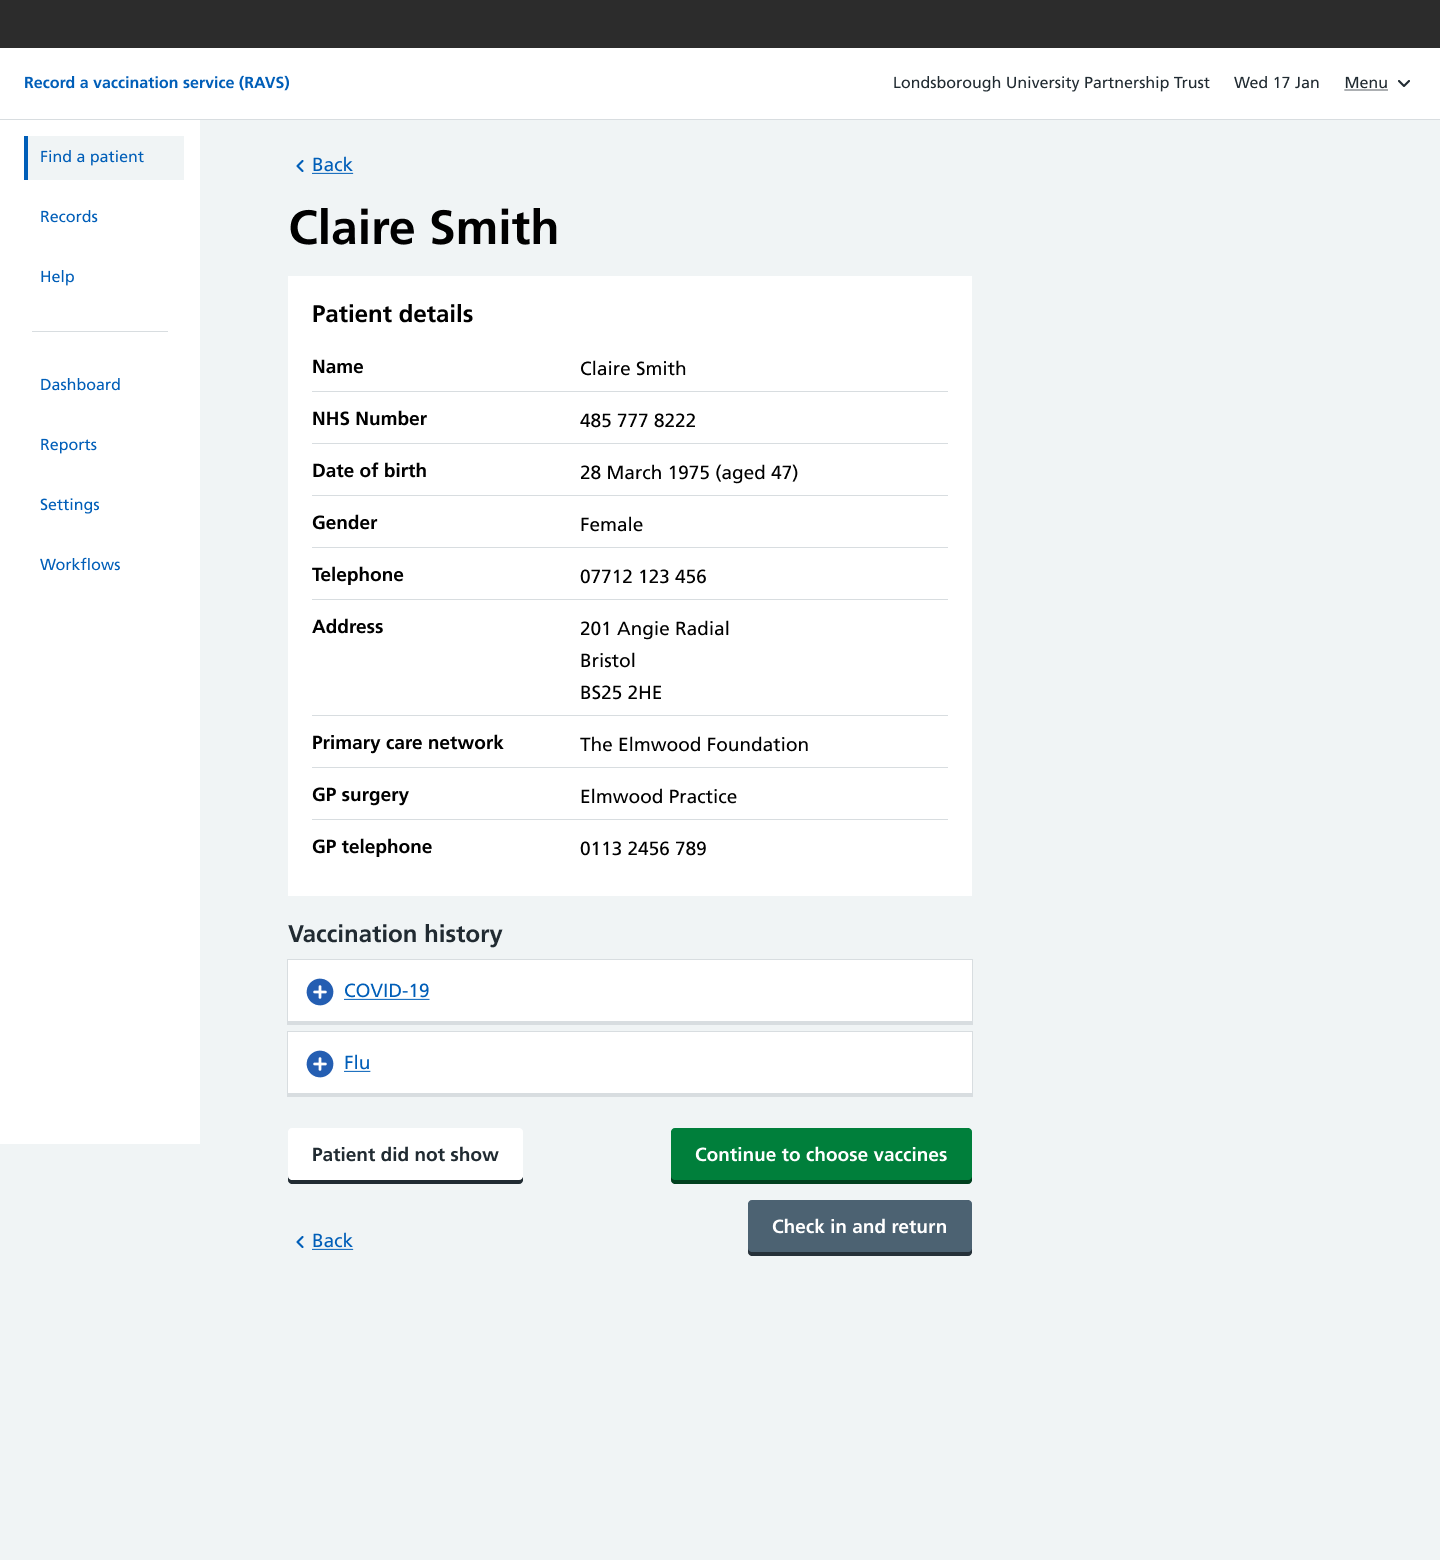 Record a vaccination service (RAVS)
Londsborough University Partnership Trust
Wed 17 Jan
Menu
Find a patient
Records
Help
Dashboard
Reports
Settings
Workflows
Back
Claire Smith
Patient details
Name Claire Smith
NHS Number 485 777 8222
Date of birth 28 March 1975 (aged 47)
Gender Female
Telephone 07712 123 456
Address 201 Angie Radial
Bristol
BS25 2HE
Primary care network The Elmwood Foundation
GP surgery Elmwood Practice
GP telephone 0113 2456 789
Vaccination history
COVID-19
Flu
Patient did not show
Continue to choose vaccines
Check in and return
Back